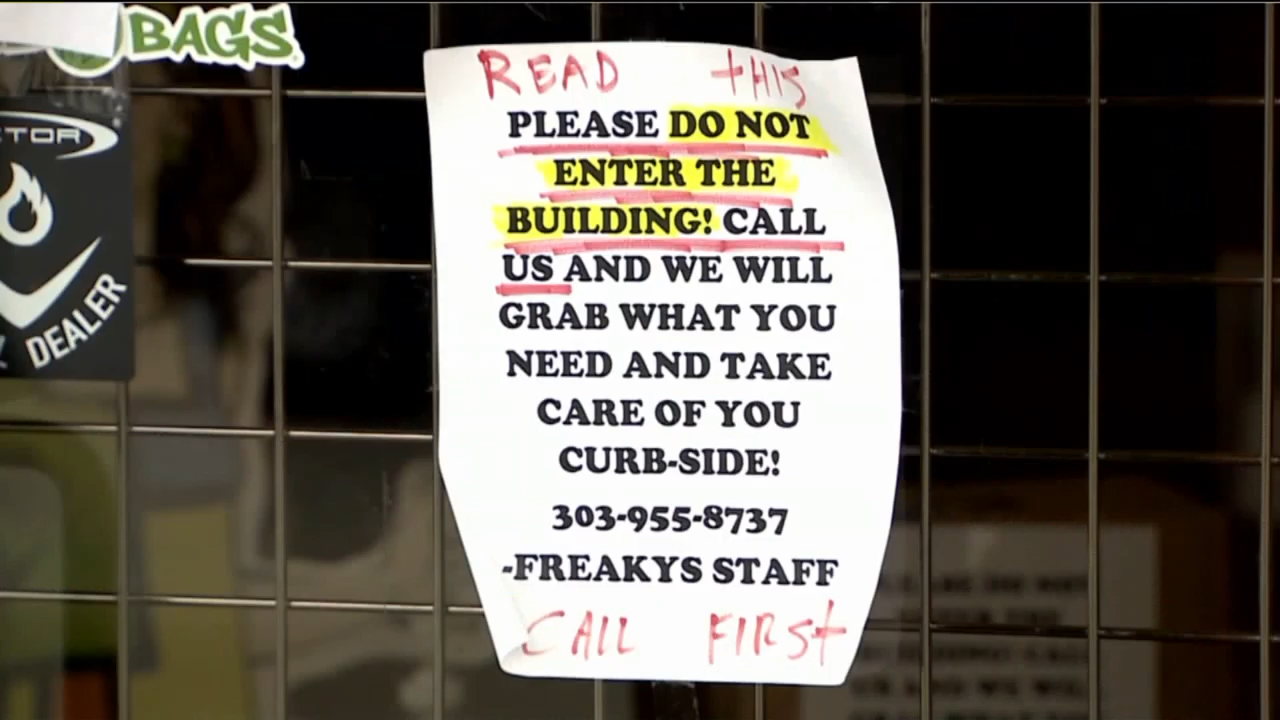 BAGS
READ THIS
PLEASE DO NOT
ENTER THE
BUILDING! CALL
US AND WE WILL
GRAB WHAT YOU
NEED AND TAKE
CARE OF YOU
CURB-SIDE!
303-955-8737
-FREAKYS STAFF
CALL FIRST
CTOR
DEALER